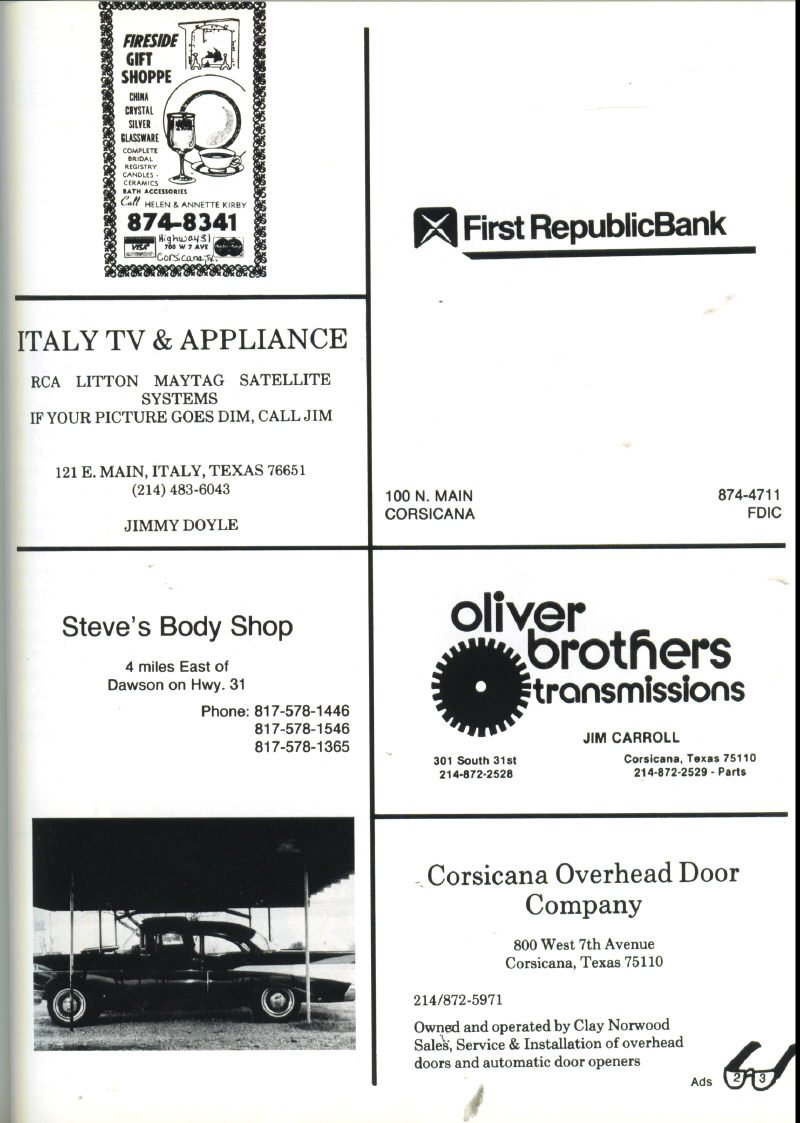 FIRESIDE
GIFT
SHOPPE
CHINA
CRYSTAL
SILVER
GLASSWARE
COMPLETE
BRIDAL
REGISTRY
CANDLES -
CERAMICS
BATH ACCESSORIES
Call HELEN & ANNETTE KIRBY
874-8341
VISA
Highway 31
700 W 7 AVE
Corsicana, Tx.
ITALY TV & APPLIANCE
RCA LITTON MAYTAG SATELLITE
SYSTEMS
IF YOUR PICTURE GOES DIM, CALL JIM
121 E. MAIN, ITALY, TEXAS 76651
(214) 483-6043
JIMMY DOYLE
Steve's Body Shop
4 miles East of
Dawson on Hwy. 31
Phone: 817-578-1446
817-578-1546
817-578-1365
First RepublicBank
100 N. MAIN 874-4711
CORSICANA FDIC
oliver
brothers
transmissions
JIM CARROLL
301 South 31st Corsicana, Texas 75110
214-872-2528 214-872-2529 - Parts
Corsicana Overhead Door
Company
800 West 7th Avenue
Corsicana, Texas 75110
214/872-5971
Owned and operated by Clay Norwood
Sales, Service & Installation of overhead
doors and automatic door openers
Ads 2 3